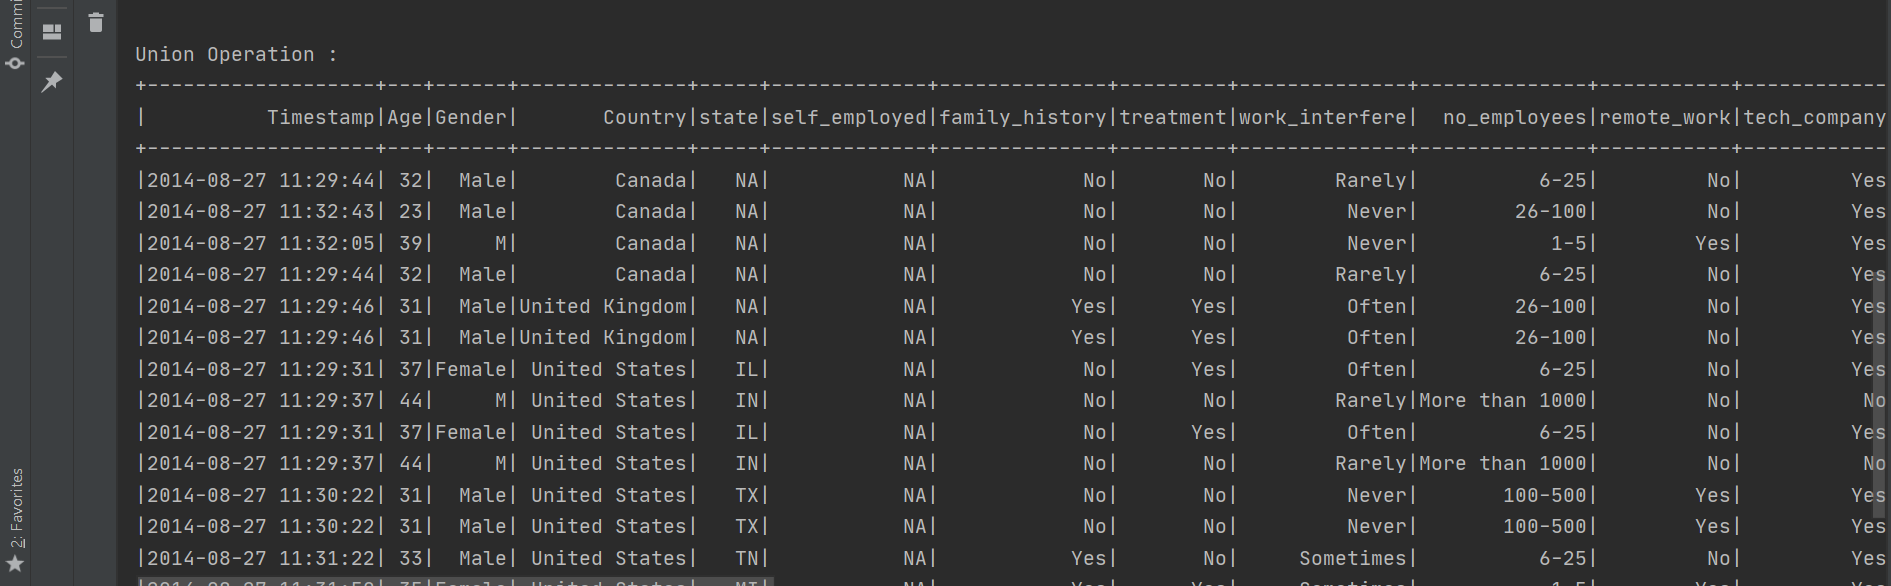 Commi
2: Favorites
Union Operation :
+-------------------+---+------+--------------+-----+-------------+--------------+---------+--------------+--------------+-----------+------------
|          Timestamp|Age|Gender|       Country|state|self_employed|family_history|treatment|work_interfere|  no_employees|remote_work|tech_company
+-------------------+---+------+--------------+-----+-------------+--------------+---------+--------------+--------------+-----------+------------
|2014-08-27 11:29:44| 32|  Male|        Canada|   NA|           NA|            No|       No|        Rarely|          6-25|         No|         Yes
|2014-08-27 11:32:43| 23|  Male|        Canada|   NA|           NA|            No|       No|         Never|        26-100|         No|         Yes
|2014-08-27 11:32:05| 39|     M|        Canada|   NA|           NA|            No|       No|         Never|           1-5|        Yes|         Yes
|2014-08-27 11:29:44| 32|  Male|        Canada|   NA|           NA|            No|       No|        Rarely|          6-25|         No|         Yes
|2014-08-27 11:29:46| 31|  Male|United Kingdom|   NA|           NA|           Yes|      Yes|         Often|        26-100|         No|         Yes
|2014-08-27 11:29:46| 31|  Male|United Kingdom|   NA|           NA|           Yes|      Yes|         Often|        26-100|         No|         Yes
|2014-08-27 11:29:31| 37|Female| United States|   IL|           NA|            No|      Yes|         Often|          6-25|         No|         Yes
|2014-08-27 11:29:37| 44|     M| United States|   IN|           NA|            No|       No|        Rarely|More than 1000|         No|          No
|2014-08-27 11:29:31| 37|Female| United States|   IL|           NA|            No|      Yes|         Often|          6-25|         No|         Yes
|2014-08-27 11:29:37| 44|     M| United States|   IN|           NA|            No|       No|        Rarely|More than 1000|         No|          No
|2014-08-27 11:30:22| 31|  Male| United States|   TX|           NA|            No|       No|         Never|       100-500|        Yes|         Yes
|2014-08-27 11:30:22| 31|  Male| United States|   TX|           NA|            No|       No|         Never|       100-500|        Yes|         Yes
|2014-08-27 11:31:22| 33|  Male| United States|   TN|           NA|           Yes|       No|     Sometimes|          6-25|         No|         Yes